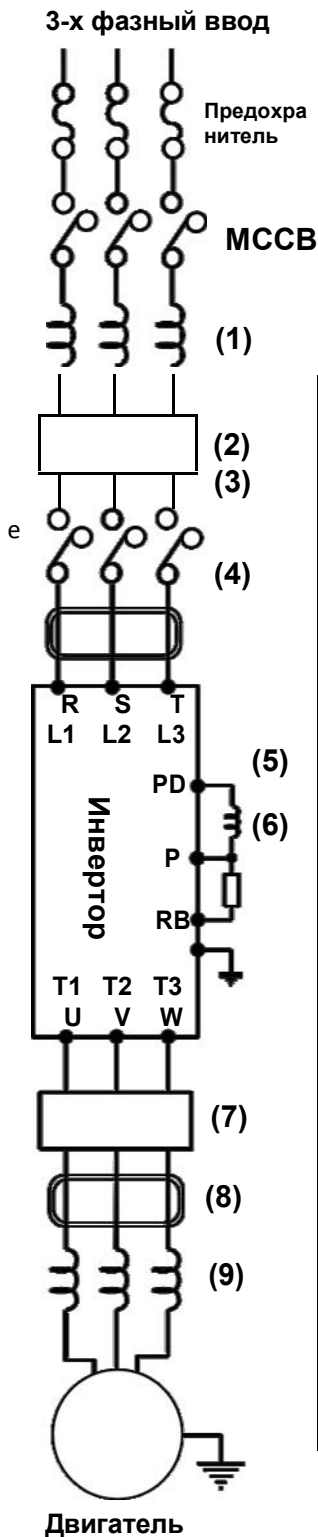 3-х фазный ввод
Предохра
нитель
МССВ
(1)
(2)
(3)
е
(4)
R S T
L1 L2 L3
(5)
PD
(6)
Инвертор
P
RB
T1 T2 T3
U V W
(7)
(8)
(9)
Двигатель